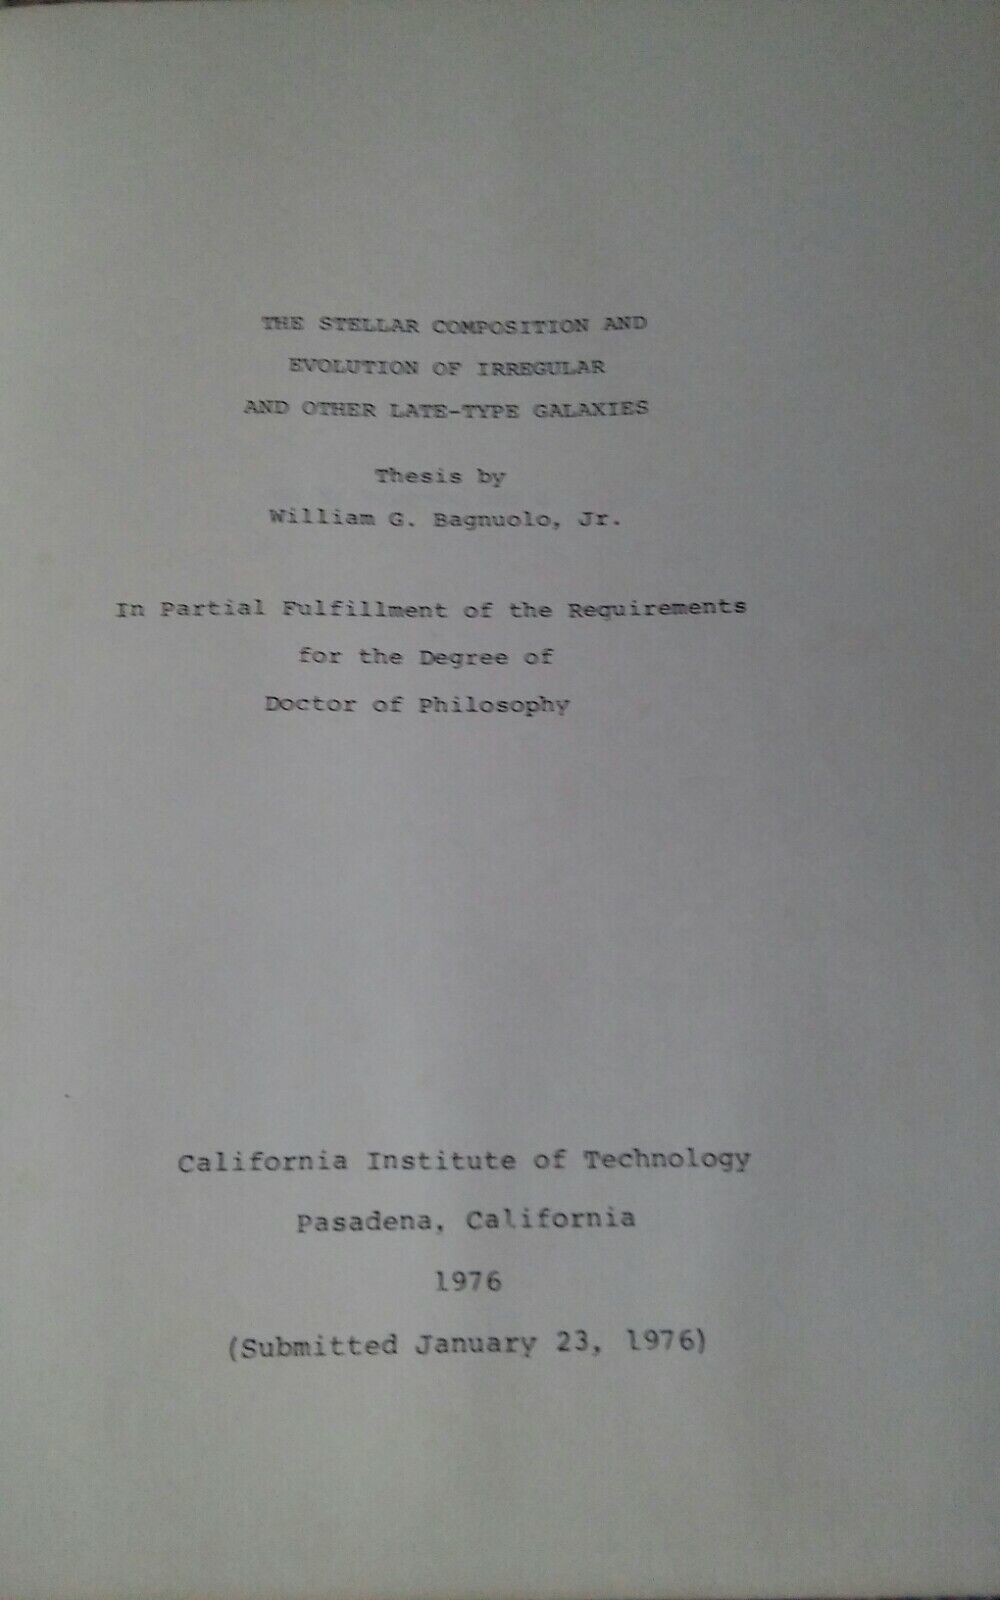 THE STELLAR COMPOSITION AND
EVOLUTION OF IRREGULAR
AND OTHER LATE-TYPE GALAXIES
Thesis by
William G. Bagnuolo, Jr.
In Partial Fulfillment of the Requirements
for the Degree of
Doctor of Philosophy
California Institute of Technology
Pasadena, California
1976
(Submitted January 23, 1976)